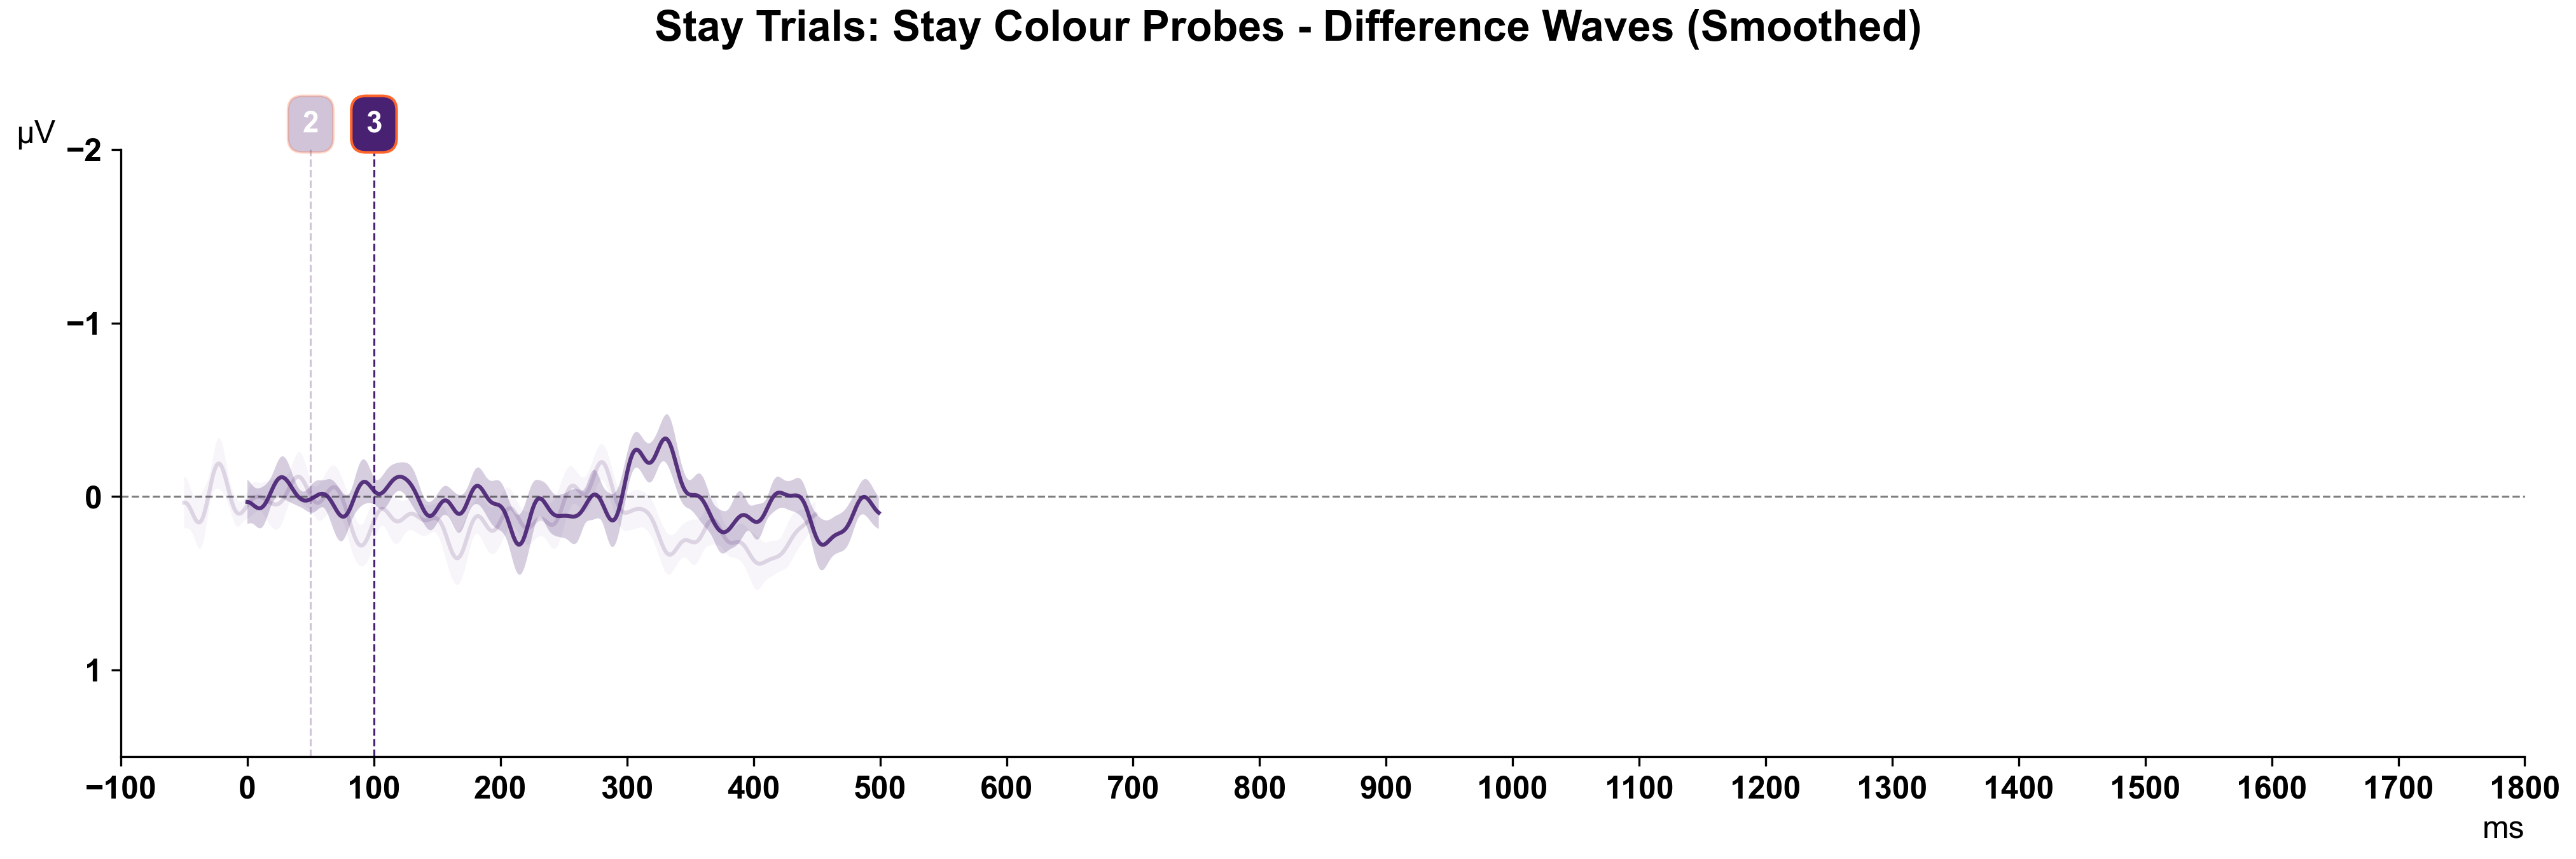 Stay Trials: Stay Colour Probes - Difference Waves (Smoothed)
2 3
µV
−2
−1
0
1
−100 0 100 200 300 400 500 600 700 800 900 1000 1100 1200 1300 1400 1500 1600 1700 1800
ms